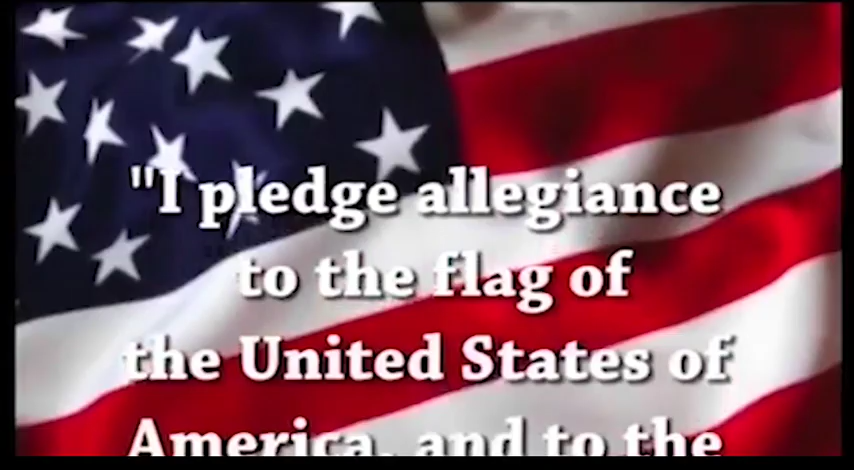 "I pledge allegiance
to the flag of
the United States of
America, and to the